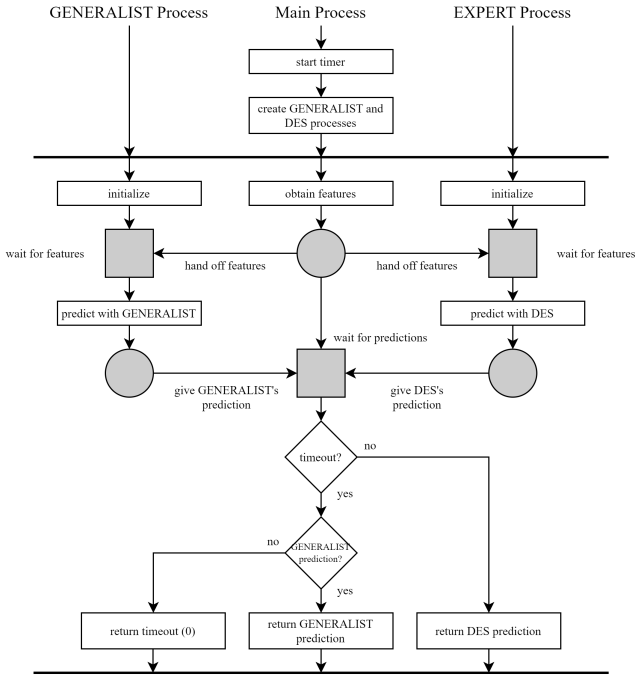 GENERALIST Process
Main Process
EXPERT Process
start timer
create GENERALIST and
DES processes
initialize
obtain features
initialize
wait for features
wait for features
hand off features
hand off features
predict with GENERALIST
predict with DES
wait for predictions
give GENERALIST's
prediction
give DES's
prediction
timeout?
no
yes
GENERALIST
prediction?
no
yes
return timeout (0)
return GENERALIST
prediction
return DES prediction